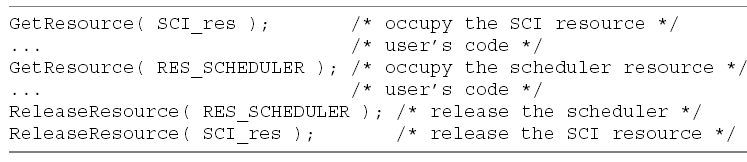 GetResource( SCI_res ); /* occupy the SCI resource */
... /* user's code */
GetResource( RES_SCHEDULER ); /* occupy the scheduler resource */
... /* user's code */
ReleaseResource( RES_SCHEDULER ); /* release the scheduler */
ReleaseResource( SCI_res ); /* release the SCI resource */